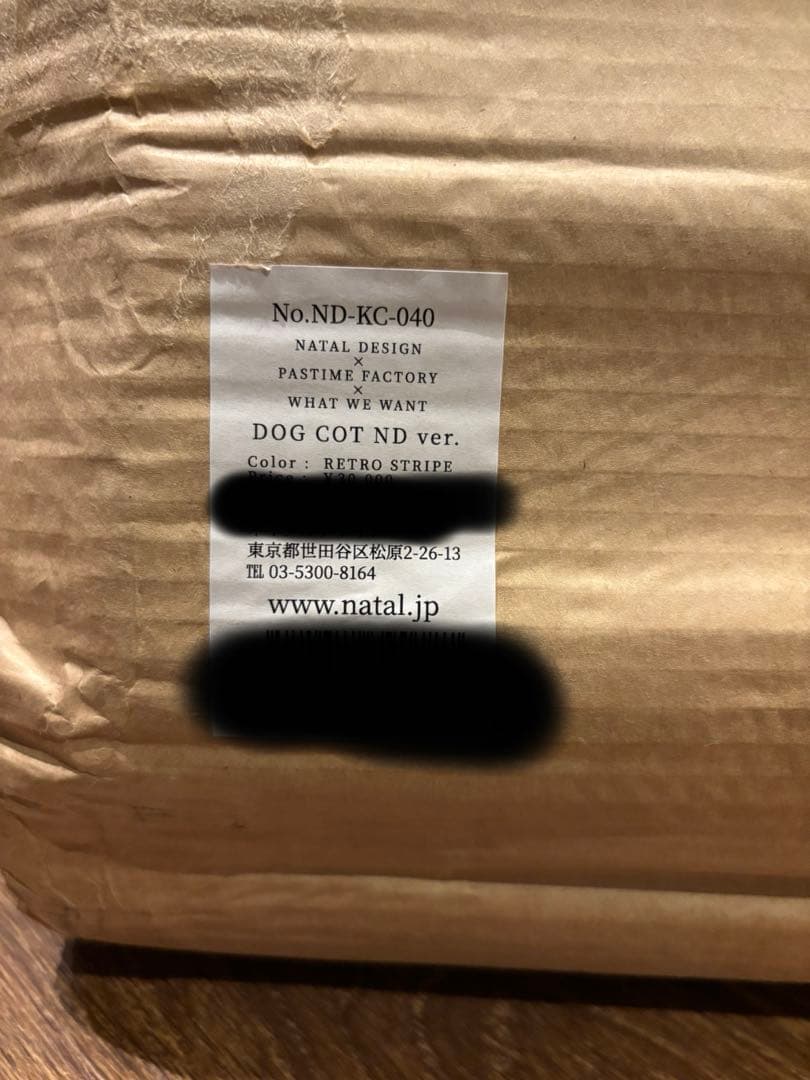 No.ND-KC-040
NATAL DESIGN
×
PASTIME FACTORY
×
WHAT WE WANT
DOG COT ND ver.
Color : RETRO STRIPE
東京都世田谷区松原2-26-13
℡ 03-5300-8164
www.natal.jp